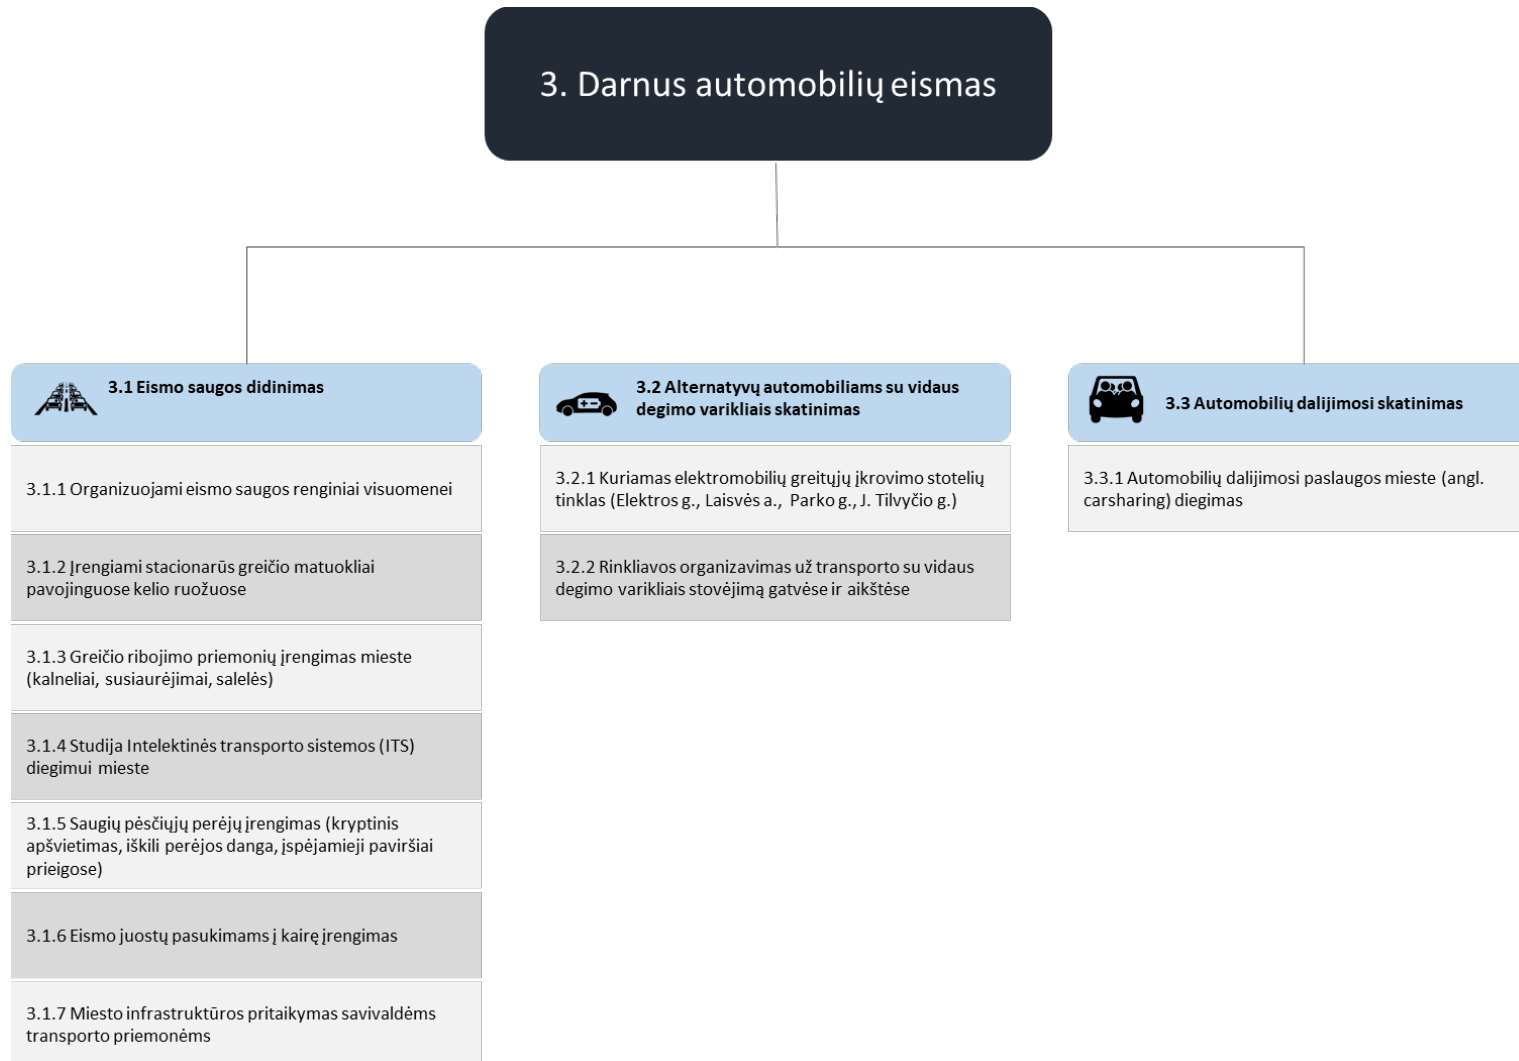 3. Darnus automobilių eismas
3.1 Eismo saugos didinimas
3.1.1 Organizuojami eismo saugos renginiai visuomenei
3.1.2 Įrengiami stacionarūs greičio matuokliai
pavojinguose kelio ruožuose
3.1.3 Greičio ribojimo priemonių įrengimas mieste
(kalneliai, susiaurėjimai, salelės)
3.1.4 Studija Intelektinės transporto sistemos (ITS)
diegimui mieste
3.1.5 Saugių pėsčiųjų perėjų įrengimas (kryptinis
apšvietimas, iškili perėjos danga, įspėjamieji paviršiai
prieigose)
3.1.6 Eismo juostų pasukimams į kairę įrengimas
3.1.7 Miesto infrastruktūros pritaikymas savivaldėms
transporto priemonėms
3.2 Alternatyvų automobiliams su vidaus
degimo varikliais skatinimas
3.2.1 Kuriamas elektromobilių greitųjų įkrovimo stotelių
tinklas (Elektros g., Laisvės a., Parko g., J. Tilvyčio g.)
3.2.2 Rinkliavos organizavimas už transporto su vidaus
degimo varikliais stovėjimą gatvėse ir aikštėse
3.3 Automobilių dalijimosi skatinimas
3.3.1 Automobilių dalijimosi paslaugos mieste (angl.
carsharing) diegimas